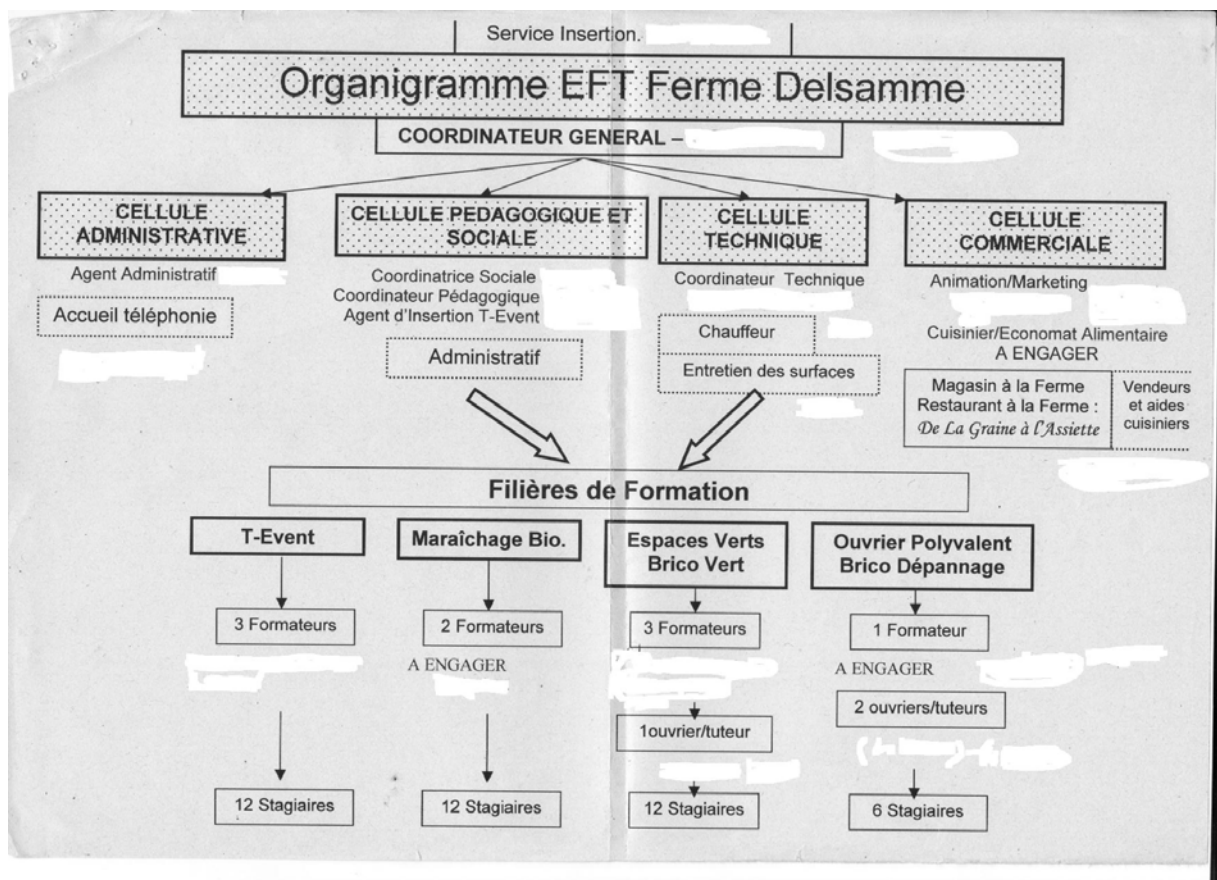 Service Insertion.
Organigramme EFT Ferme Delsamme
COORDINATEUR GENERAL –
CELLULE
ADMINISTRATIVE
Agent Administratif
Accueil téléphonie
CELLULE PEDAGOGIQUE ET
SOCIALE
Coordinatrice Sociale
Coordinateur Pédagogique
Agent d'Insertion T-Event
Administratif
CELLULE
TECHNIQUE
Coordinateur Technique
Chauffeur
Entretien des surfaces
CELLULE
COMMERCIALE
Animation/Marketing
Cuisinier/Economat Alimentaire
A ENGAGER
Magasin à la Ferme
Restaurant à la Ferme :
De La Graine à l'Assiette
Vendeurs
et aides
cuisiniers
Filières de Formation
T-Event
3 Formateurs
12 Stagiaires
Maraîchage Bio.
2 Formateurs
A ENGAGER
12 Stagiaires
Espaces Verts
Brico Vert
3 Formateurs
1ouvrier/tuteur
12 Stagiaires
Ouvrier Polyvalent
Brico Dépannage
1 Formateur
A ENGAGER
2 ouvriers/tuteurs
6 Stagiaires